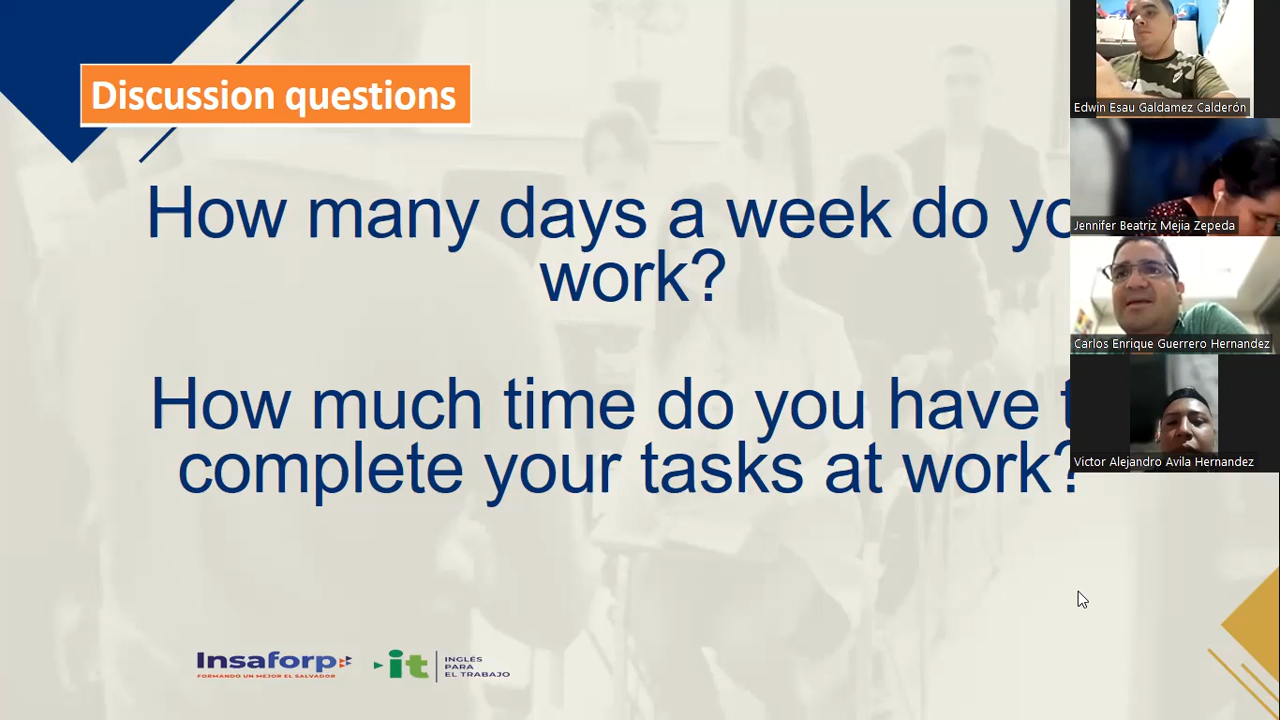 Discussion questions
How many days a week do yo
work?
How much time do you have t
complete your tasks at work?
Edwin Esau Galdamez Calderón
Jennifer Beatriz Mejia Zepeda
Carlos Enrique Guerrero Hernandez
Victor Alejandro Avila Hernandez
Insaforp
FORMANDO UN MEJOR EL SALVADOR
it
INGLÉS
PARA
EL TRABAJO